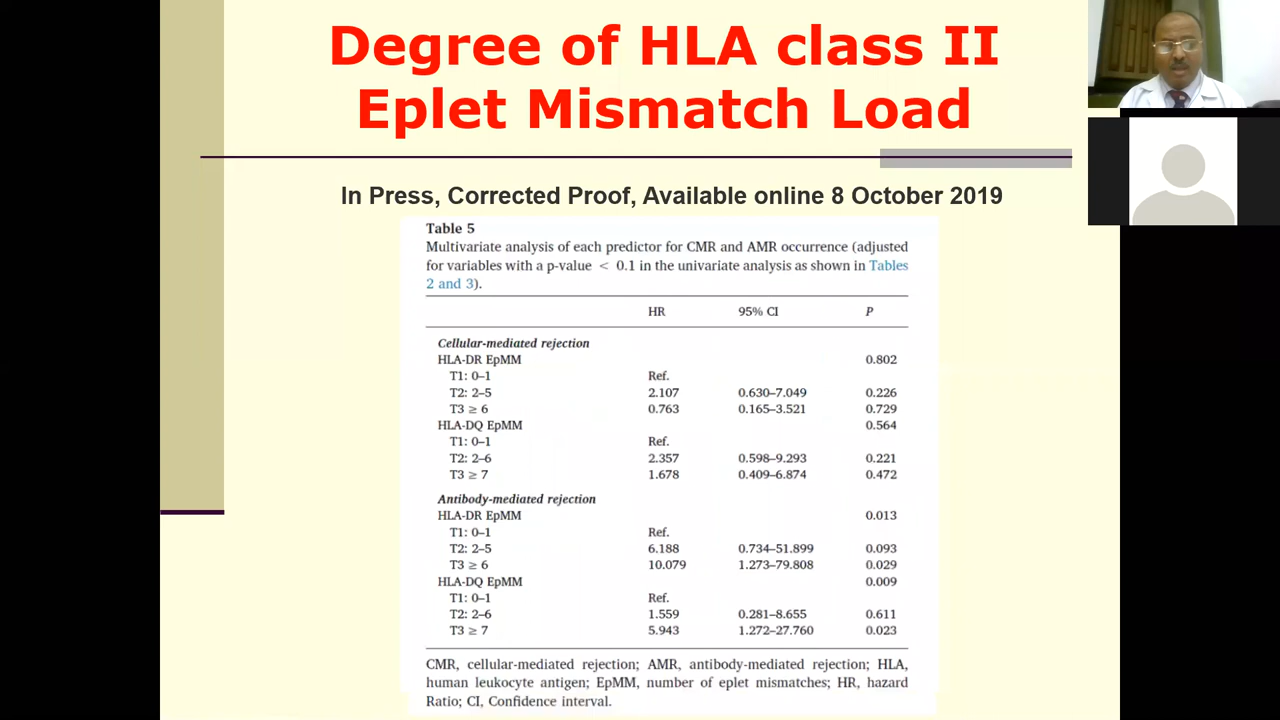 Degree of HLA class II
Eplet Mismatch Load
In Press, Corrected Proof, Available online 8 October 2019
Table 5
Multivariate analysis of each predictor for CMR and AMR occurrence (adjusted
for variables with a p-value < 0.1 in the univariate analysis as shown in Tables
2 and 3).
HR 95% CI P
Cellular-mediated rejection
HLA-DR EpMM 0.802
T1: 0–1 Ref.
T2: 2–5 2.107 0.630–7.049 0.226
T3 ≥ 6 0.763 0.165–3.521 0.729
HLA-DQ EpMM 0.564
T1: 0–1 Ref.
T2: 2–6 2.357 0.598–9.293 0.221
T3 ≥ 7 1.678 0.409–6.874 0.472
Antibody-mediated rejection
HLA-DR EpMM 0.013
T1: 0–1 Ref.
T2: 2–5 6.188 0.734–51.899 0.093
T3 ≥ 6 10.079 1.273–79.808 0.029
HLA-DQ EpMM 0.009
T1: 0–1 Ref.
T2: 2–6 1.559 0.281–8.655 0.611
T3 ≥ 7 5.943 1.272–27.760 0.023
CMR, cellular-mediated rejection; AMR, antibody-mediated rejection; HLA,
human leukocyte antigen; EpMM, number of eplet mismatches; HR, hazard
Ratio; CI, Confidence interval.